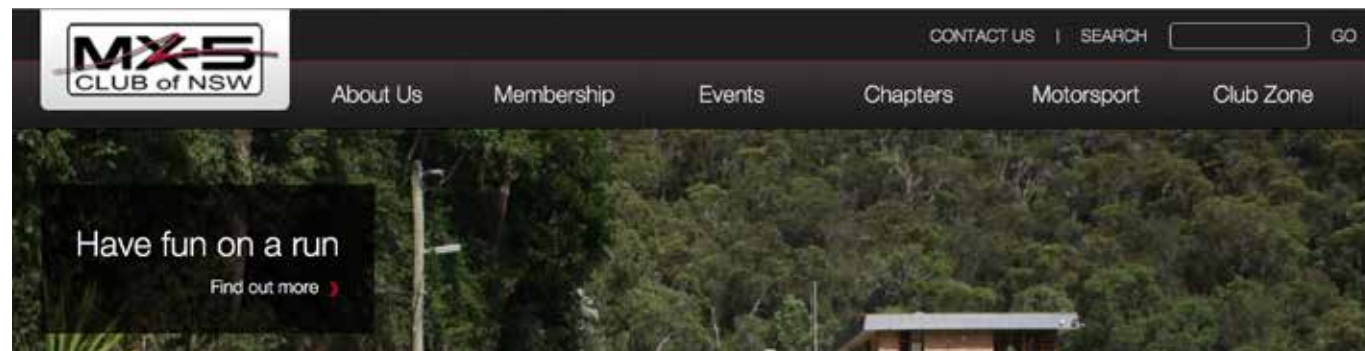 MX-5
CLUB of NSW
CONTACT US | SEARCH GO
About Us Membership Events Chapters Motorsport Club Zone
Have fun on a run
Find out more ❯